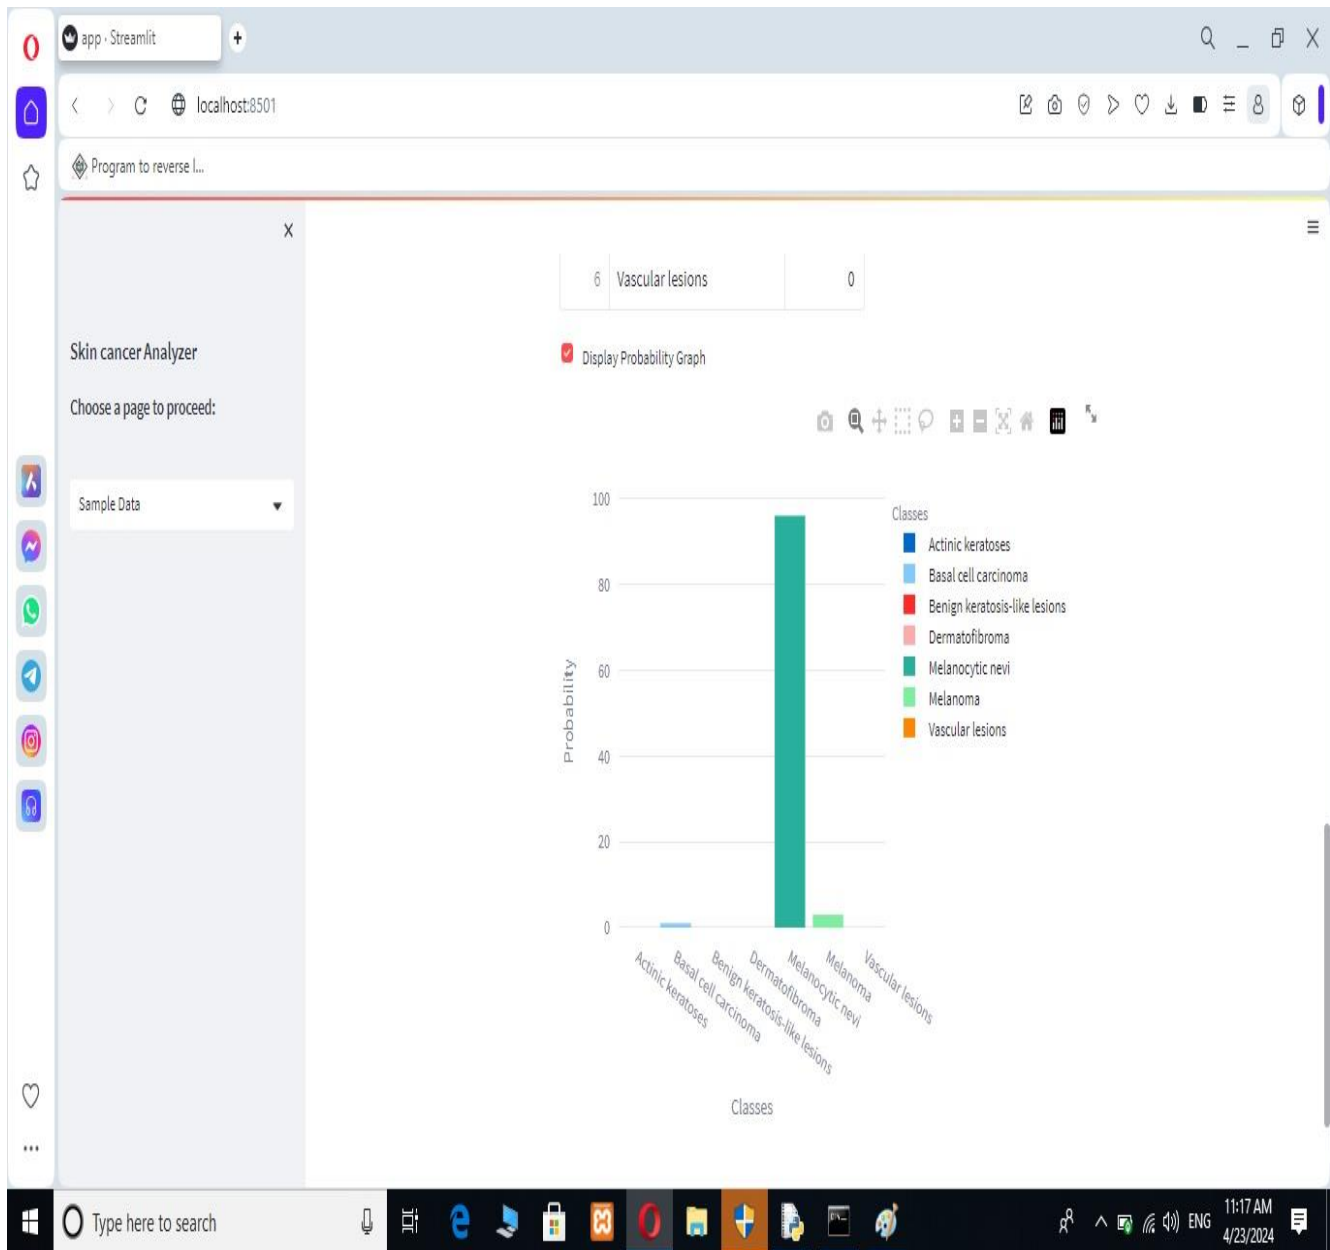 app · Streamlit
localhost:8501
Program to reverse l...
Skin cancer Analyzer
Choose a page to proceed:
Sample Data
6 Vascular lesions 0
Display Probability Graph
100
80
60
40
20
0
Probability
Actinic keratoses
Basal cell carcinoma
Benign keratosis-like lesions
Dermatofibroma
Melanocytic nevi
Melanoma
Vascular lesions
Classes
Classes
Actinic keratoses
Basal cell carcinoma
Benign keratosis-like lesions
Dermatofibroma
Melanocytic nevi
Melanoma
Vascular lesions
Type here to search
ENG
11:17 AM
4/23/2024